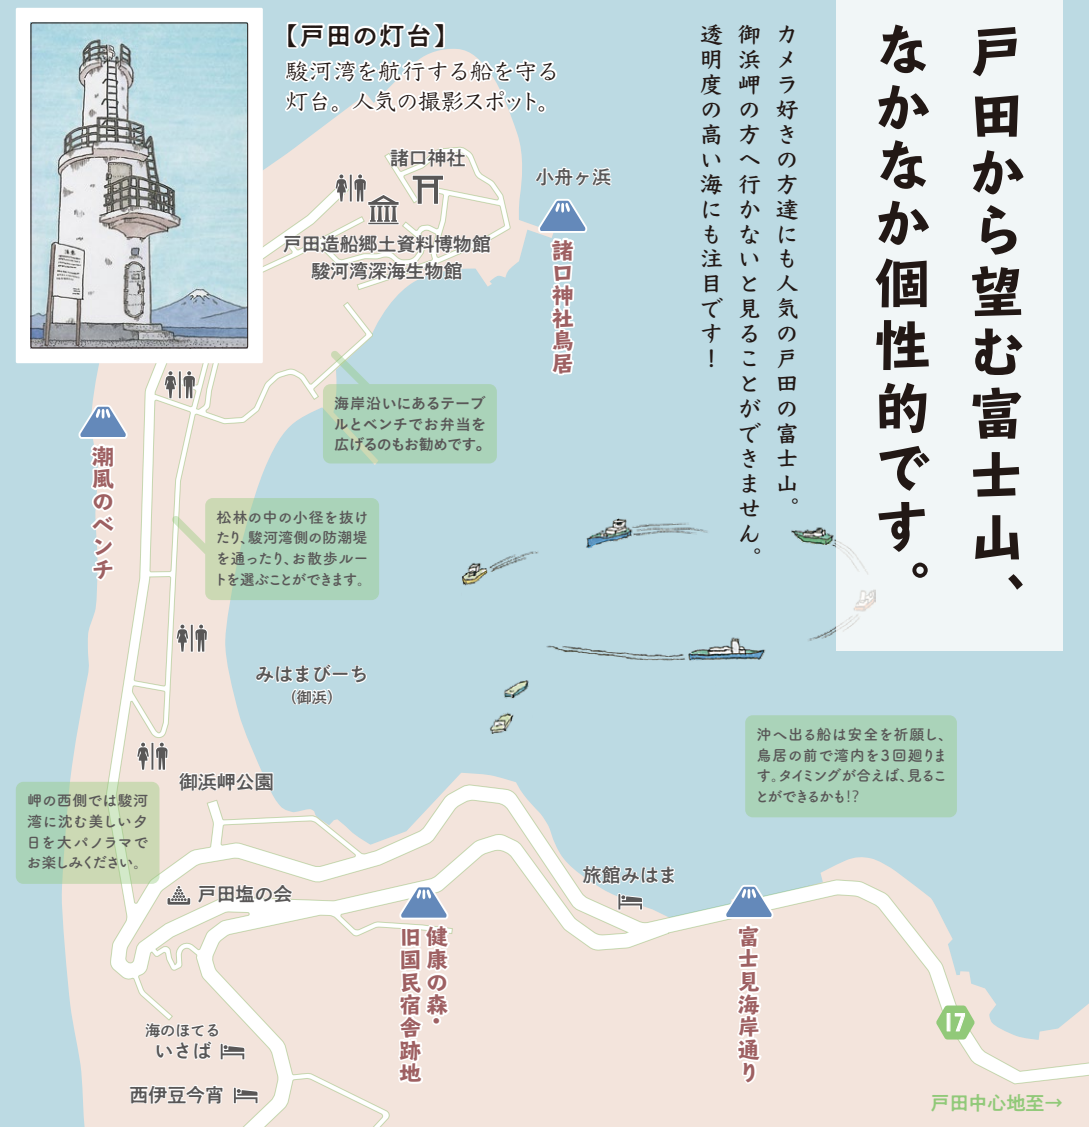 戸田から望む富士山、
なかなか個性的です。
カメラ好きの方達にも人気の戸田の富士山。
御浜岬の方へ行かないと見ることができません。
透明度の高い海にも注目です！
【戸田の灯台】
駿河湾を航行する船を守る
灯台。人気の撮影スポット。
諸口神社
小舟ヶ浜
諸口神社鳥居
戸田造船郷土資料博物館
駿河湾深海生物館
海岸沿いにあるテーブ
ルとベンチでお弁当を
広げるのもお勧めです。
潮風のベンチ
松林の中の小径を抜け
たり、駿河湾側の防潮堤
を通ったり、お散歩ルー
トを選ぶことができます。
みはまびーち
(御浜)
沖へ出る船は安全を祈願し、
鳥居の前で湾内を3回廻りま
す。タイミングが合えば、見るこ
とができるかも!?
御浜岬公園
岬の西側では駿河
湾に沈む美しい夕
日を大パノラマで
お楽しみください。
戸田塩の会
旅館みはま
健康の森・
旧国民宿舎跡地
富士見海岸通り
17
海のほてる
いさば
西伊豆今宵
戸田中心地至→